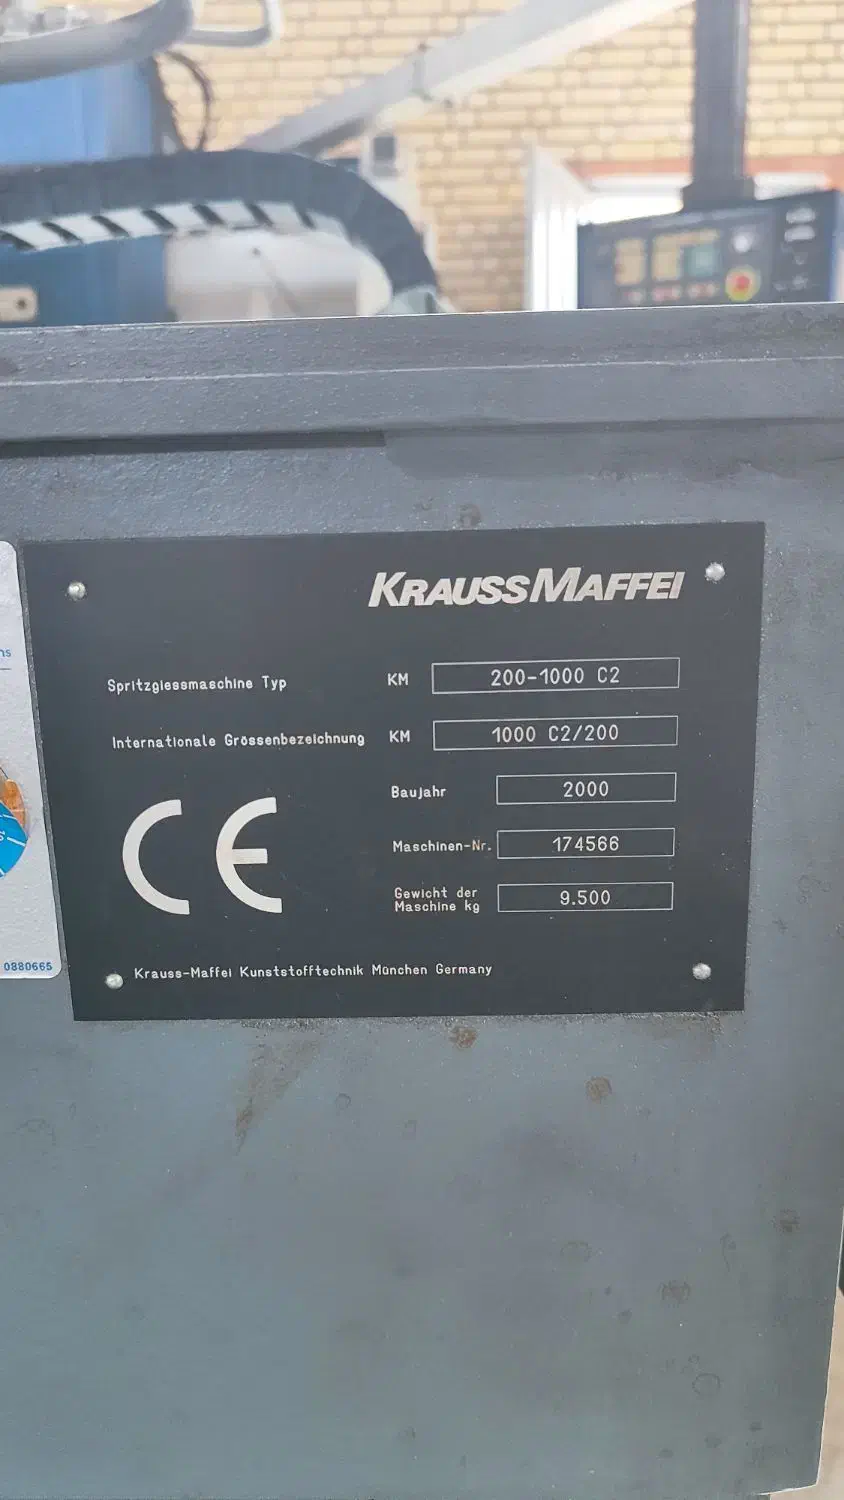 KRAUSSMAFFEI
Spritzgiessmaschine Typ KM 200-1000 C2
Internationale Grössenbezeichnung KM 1000 C2/200
Baujahr 2000
Maschinen-Nr. 174566
Gewicht der Maschine kg 9.500
CE
Krauss-Maffei Kunststofftechnik München Germany
0880665